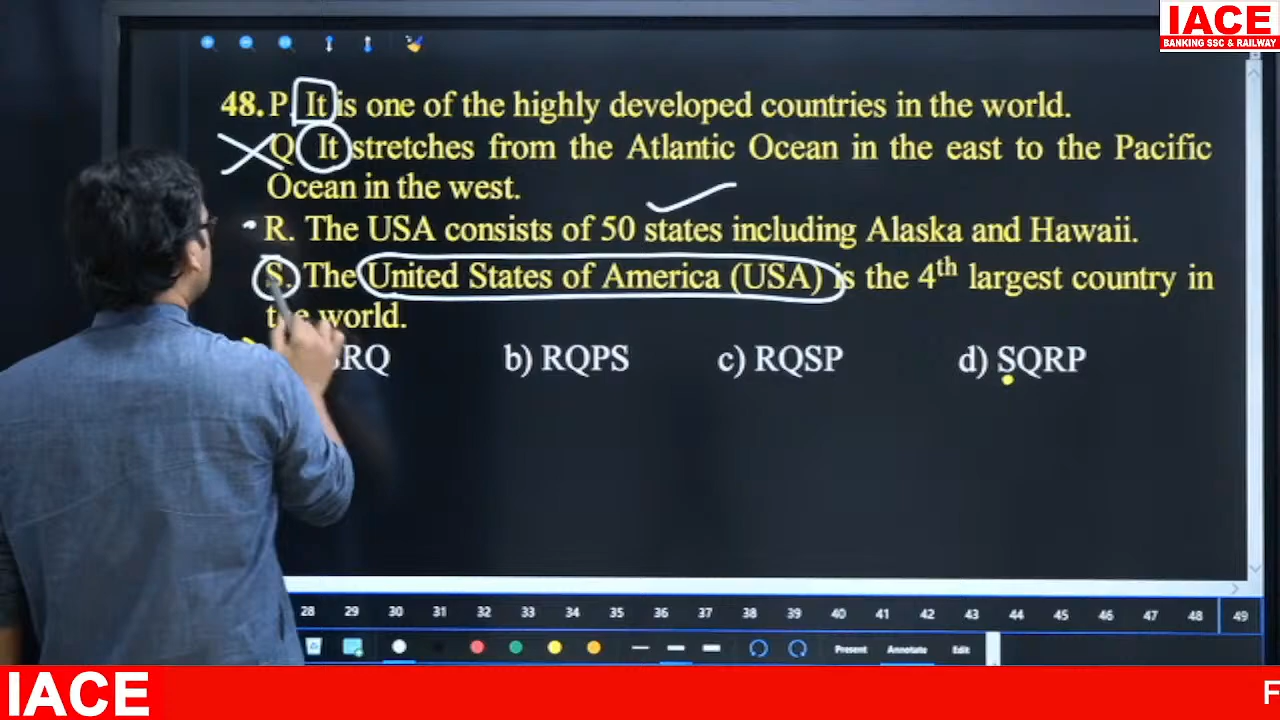 IACE
BANKING SSC & RAILWAY
48. P. It is one of the highly developed countries in the world.
Q It stretches from the Atlantic Ocean in the east to the Pacific
Ocean in the west.
R. The USA consists of 50 states including Alaska and Hawaii.
S. The United States of America (USA) is the 4th largest country in
the world.
SRQ b) RQPS c) RQSP d) SQRP
28 29 30 31 32 33 34 35 36 37 38 39 40 41 42 43 44 45 46 47 48 49
Present Annotate Edit
IACE
F